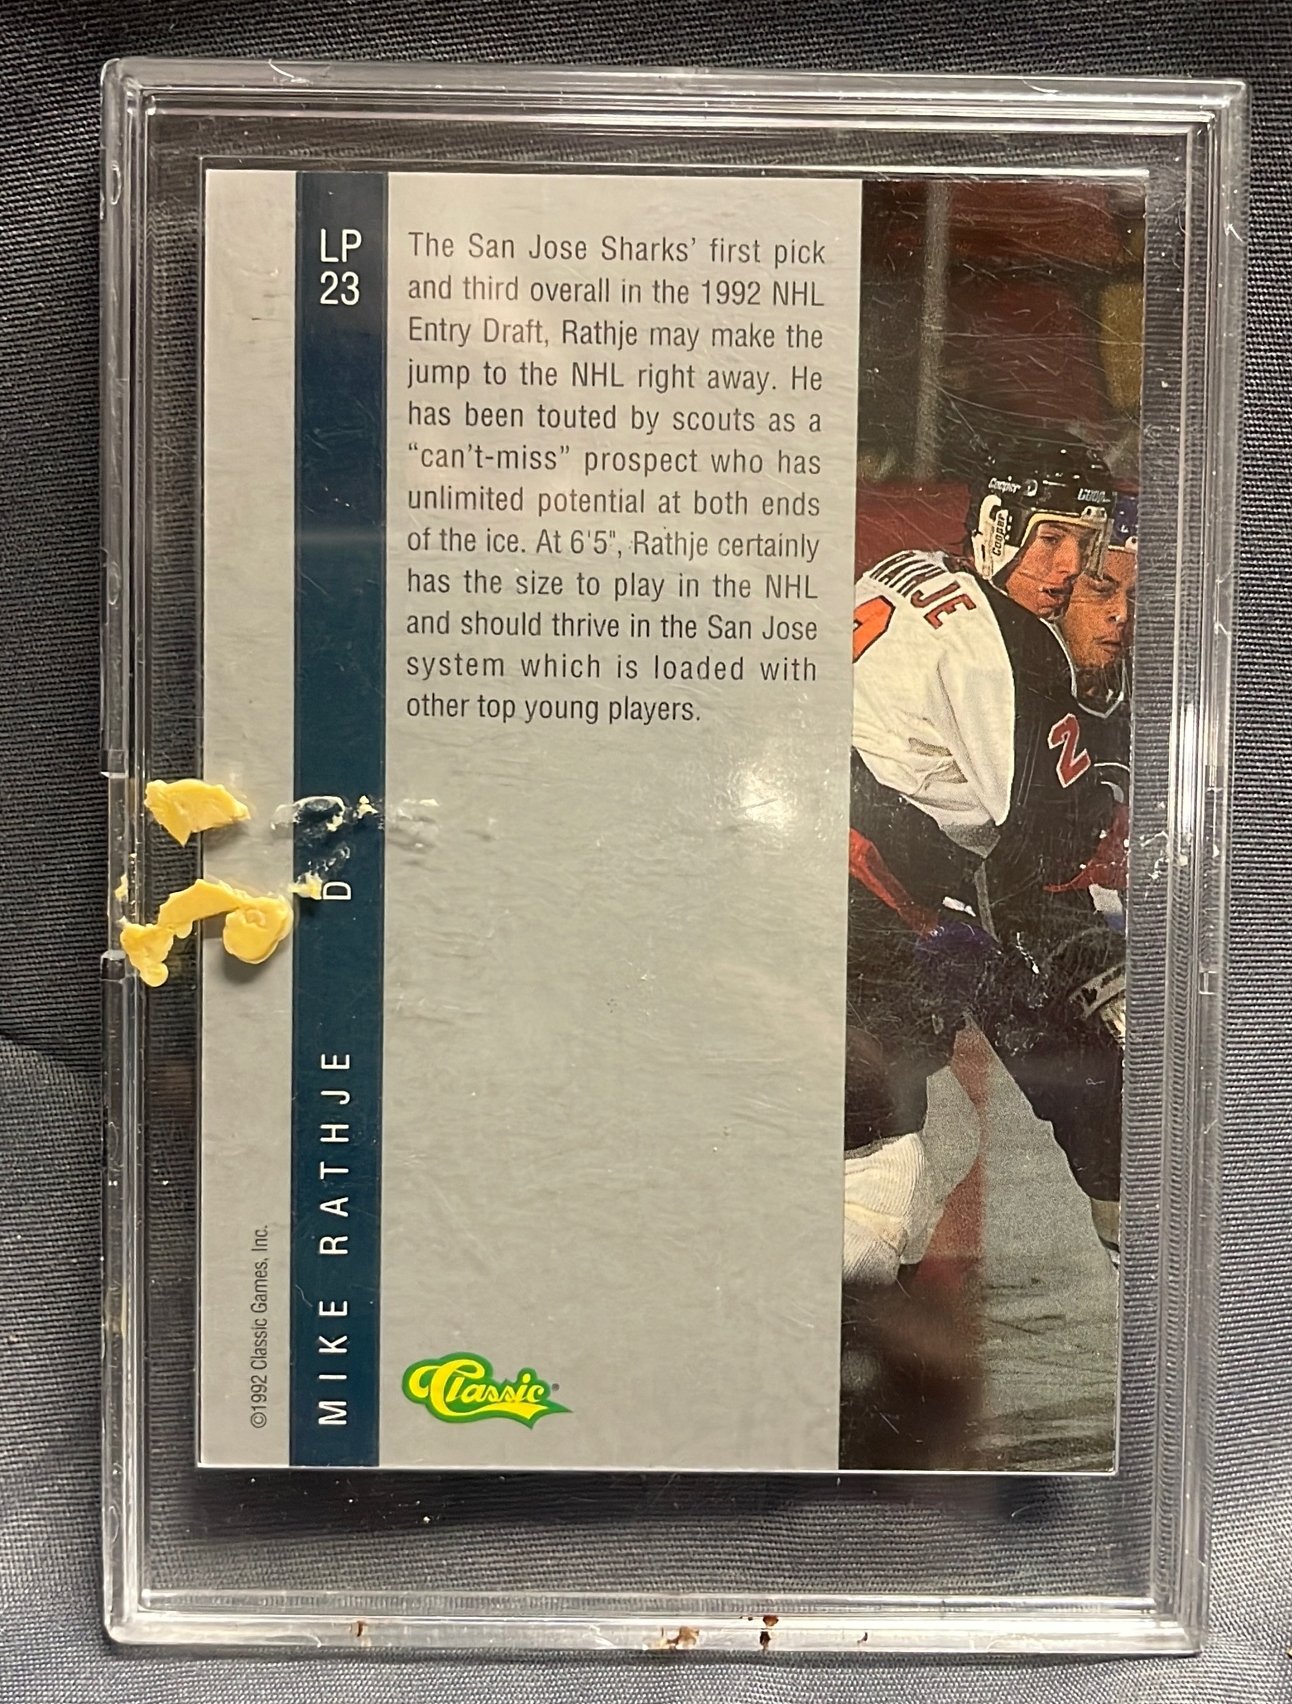 LP
23
The San Jose Sharks' first pick
and third overall in the 1992 NHL
Entry Draft, Rathje may make the
jump to the NHL right away. He
has been touted by scouts as a
“can't-miss” prospect who has
unlimited potential at both ends
of the ice. At 6'5", Rathje certainly
has the size to play in the NHL
and should thrive in the San Jose
system which is loaded with
other top young players.
MIKE RATHJE D
©1992 Classic Games, Inc.
Classic
Cooper
Cooper
2